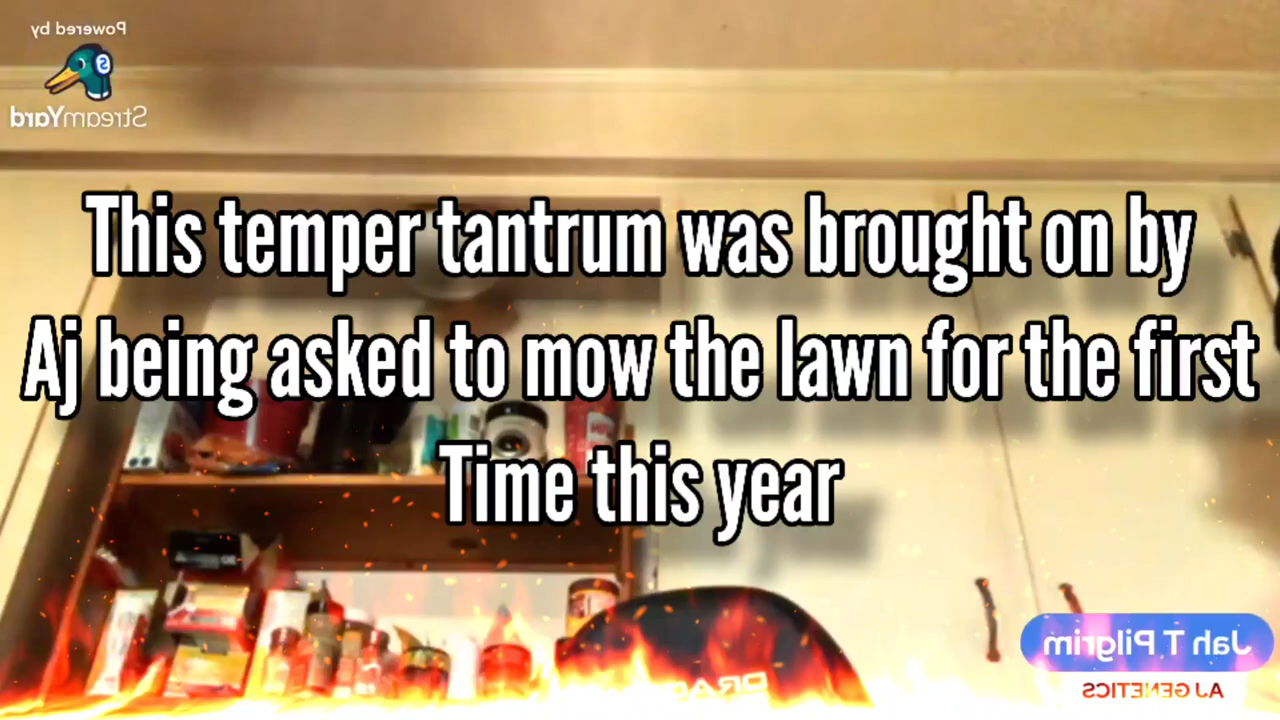 Powered by
StreamYard
This temper tantrum was brought on by
Aj being asked to mow the lawn for the first
Time this year
Jah T Pilgrim
AJ GENETICS